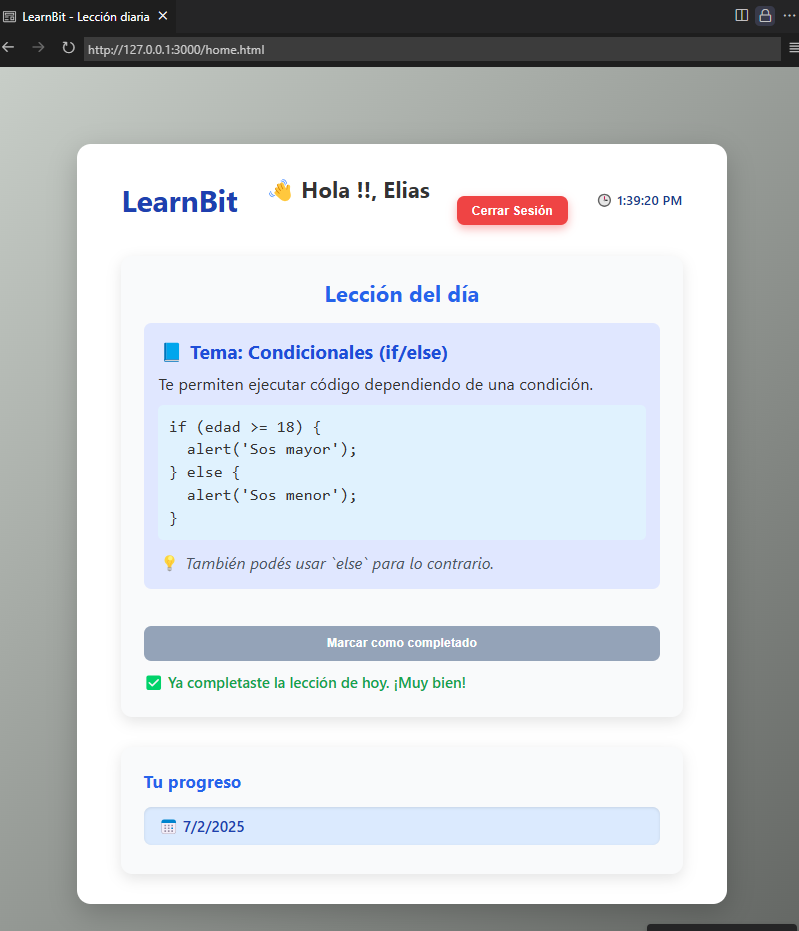 LearnBit - Lección diaria
http://127.0.0.1:3000/home.html
LearnBit
👋 Hola !!, Elias
Cerrar Sesión
🕒 1:39:20 PM
Lección del día
📘 Tema: Condicionales (if/else)
Te permiten ejecutar código dependiendo de una condición.
if (edad >= 18) {
  alert('Sos mayor');
} else {
  alert('Sos menor');
}
💡 También podés usar `else` para lo contrario.
Marcar como completado
✅ Ya completaste la lección de hoy. ¡Muy bien!
Tu progreso
📅 7/2/2025